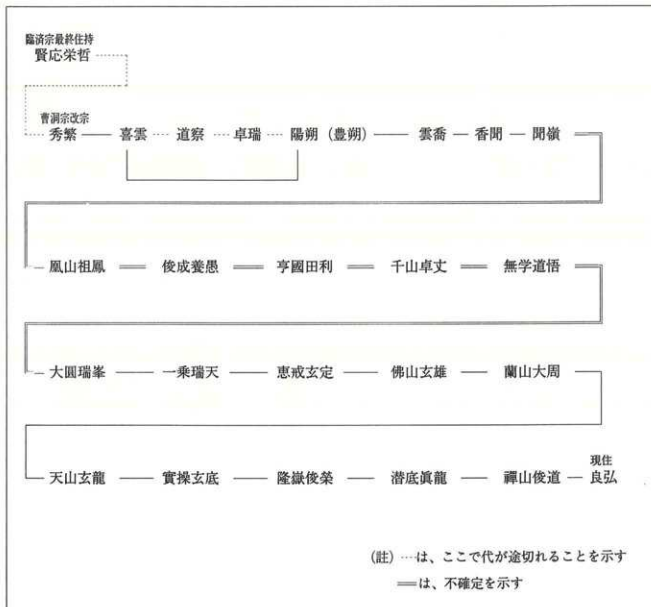 臨済宗最終住持
賢応栄哲
曹洞宗改宗
秀繁 喜雲 道察 卓瑞 陽朔（豊朔） 雲喬 香聞 聞嶺
鳳山祖鳳 俊成養愚 亨國田利 千山卓丈 無学道悟
大圓瑞峯 一乗瑞天 恵戒玄定 佛山玄雄 蘭山大周
現住
天山玄龍 實操玄底 隆嶽俊榮 潜底眞龍 禪山俊道 良弘
（註）‥‥は、ここで代が途切れることを示す
＝＝は、不確定を示す